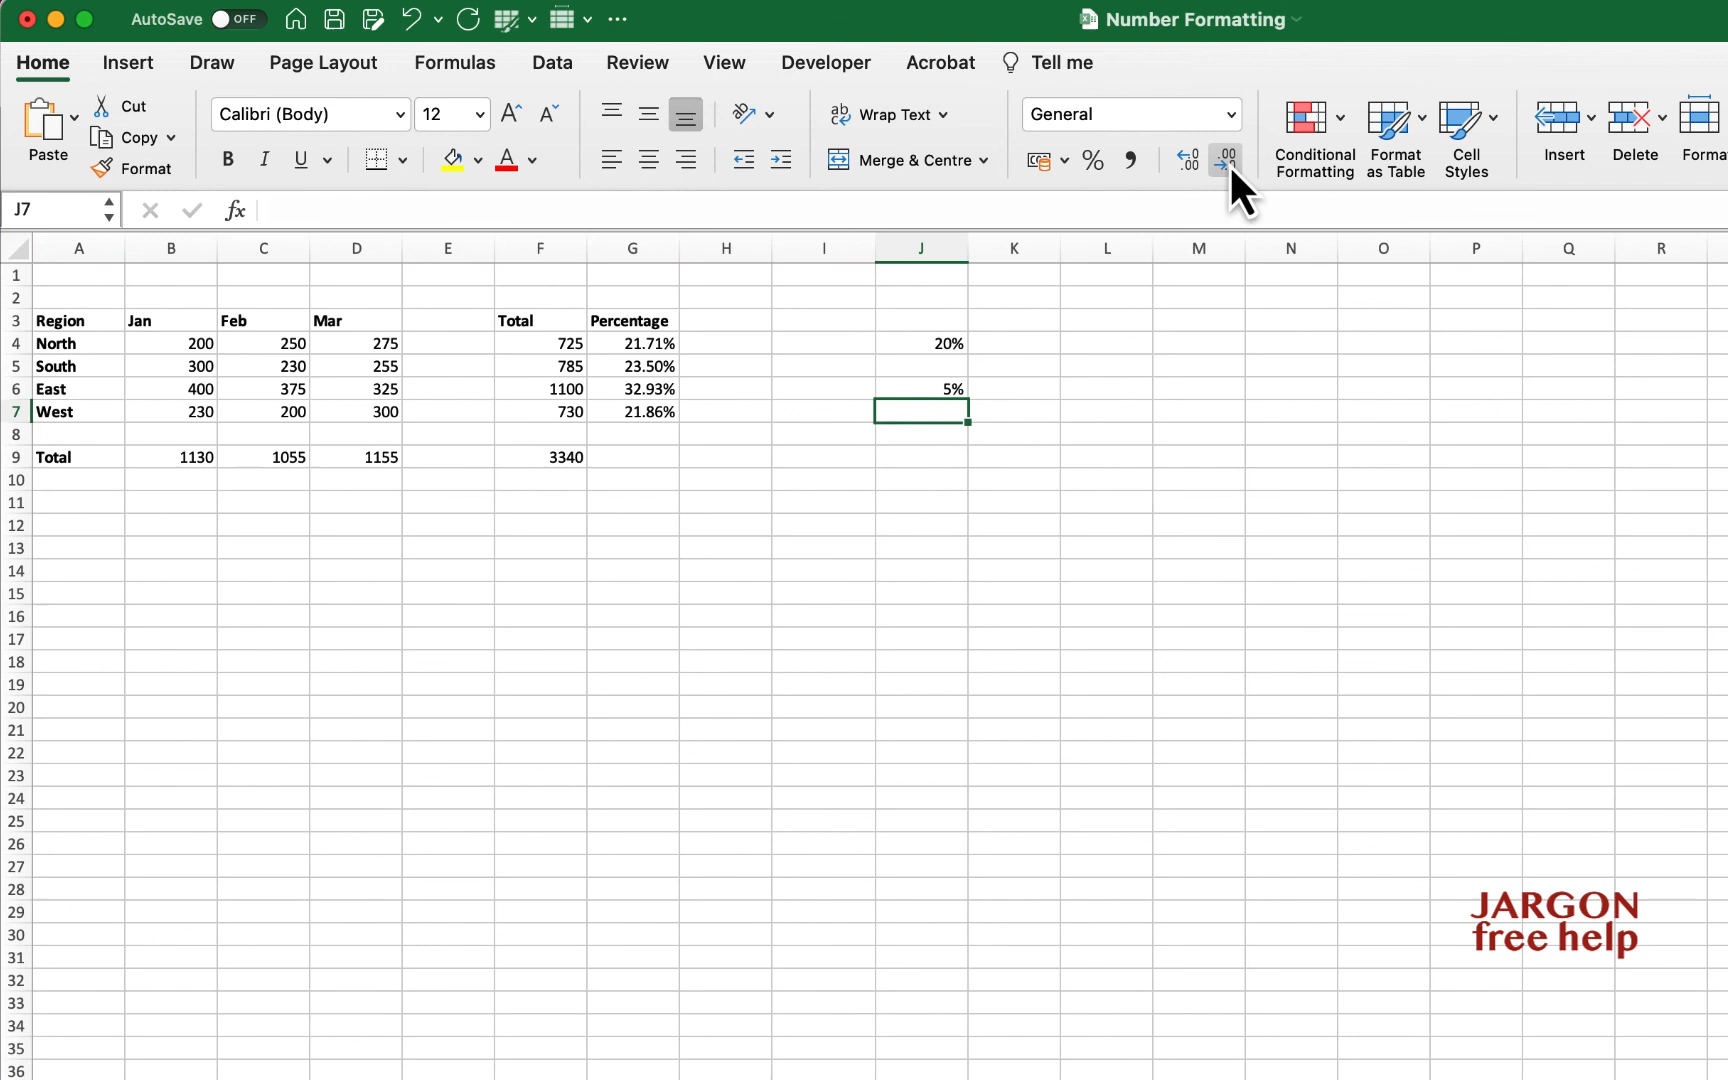 AutoSave OFF Number Formatting
Home Insert Draw Page Layout Formulas Data Review View Developer Acrobat Tell me
Paste Cut Copy Format
Calibri (Body) 12
Wrap Text
Merge & Centre
General
Conditional Formatting
Format as Table
Cell Styles
Insert Delete
J7 fx
A B C D E F G H I J K L M N O P Q R
1
2
3 Region Jan Feb Mar Total Percentage
4 North 200 250 275 725 21.71% 20%
5 South 300 230 255 785 23.50%
6 East 400 375 325 1100 32.93% 5%
7 West 230 200 300 730 21.86%
8
9 Total 1130 1055 1155 3340
10
11
12
13
14
15
16
17
18
19
20
21
22
23
24
25
26
27
28
29
30
31
32
33
34
35
36
JARGON
free help